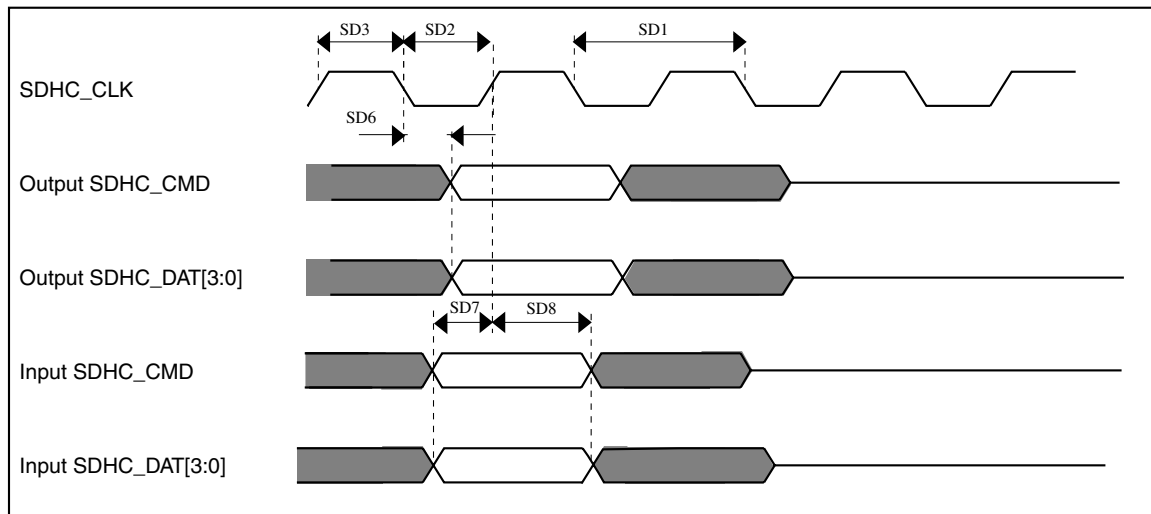 SD3
SD2
SD1
SDHC_CLK
SD6
Output SDHC_CMD
Output SDHC_DAT[3:0]
SD7
SD8
Input SDHC_CMD
Input SDHC_DAT[3:0]